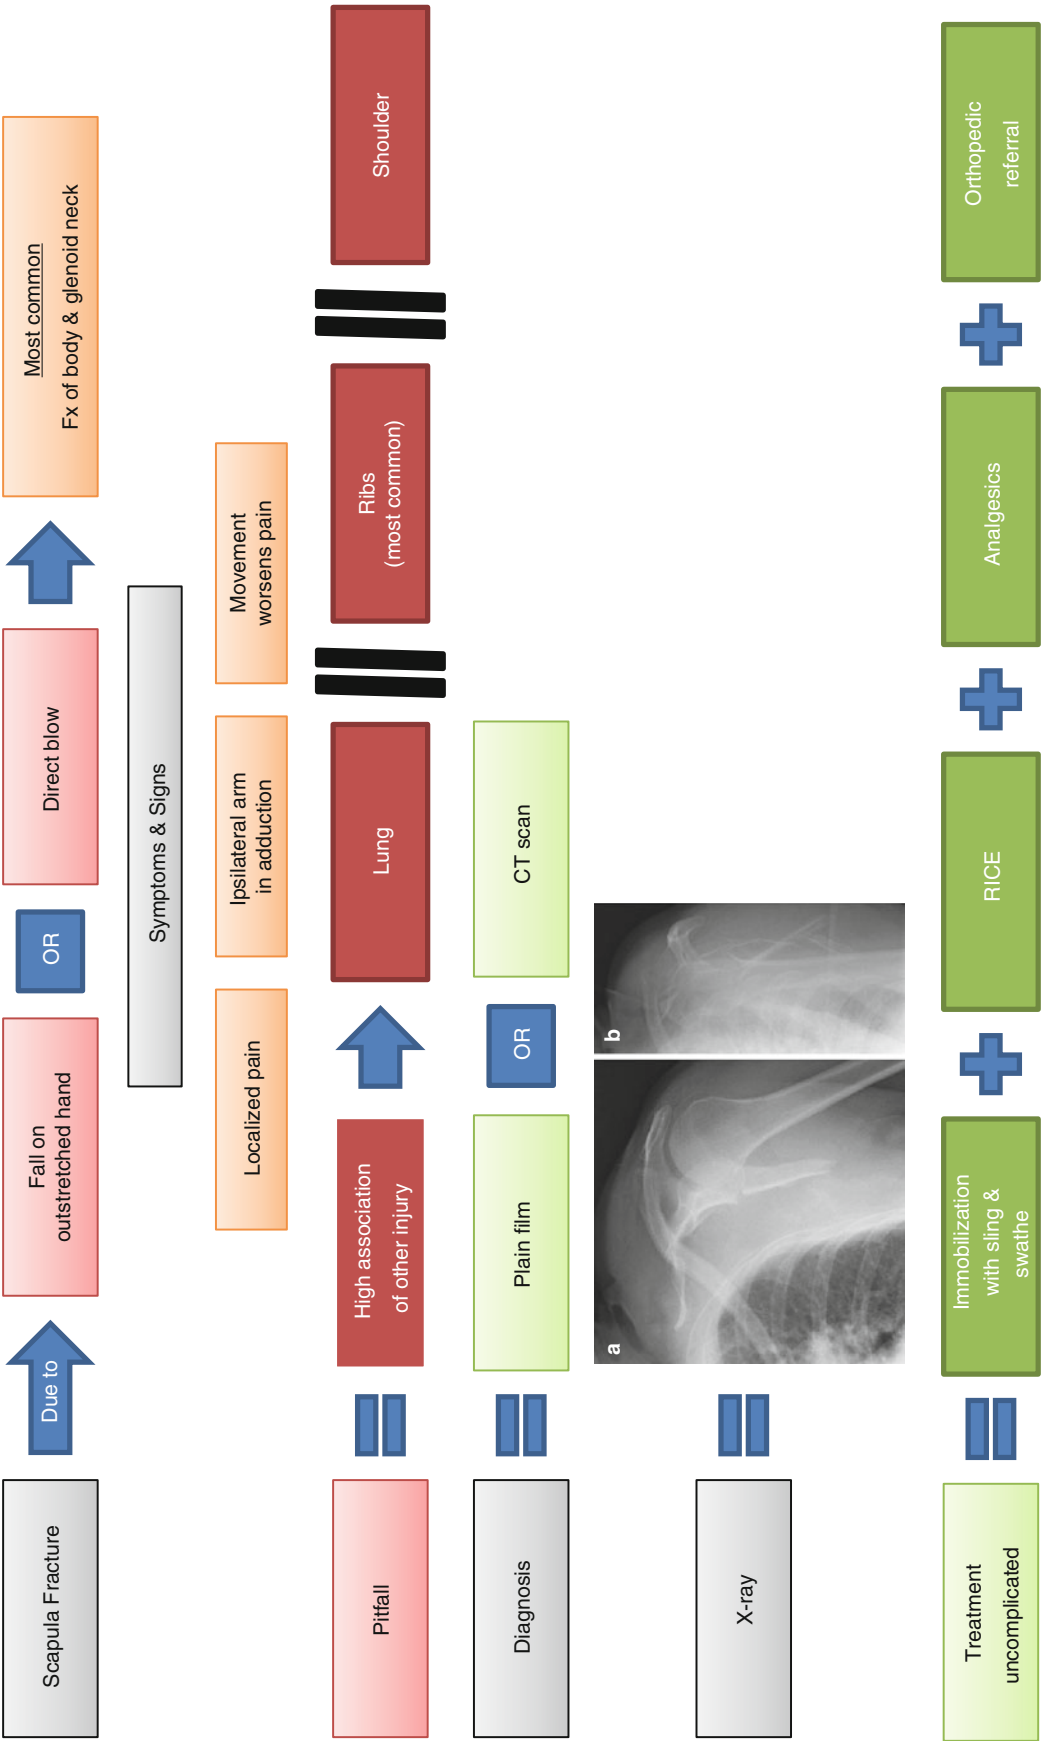 Scapula Fracture
Due to
Fall on
outstretched hand
OR
Direct blow
Most common
Fx of body & glenoid neck
Symptoms & Signs
Localized pain
Ipsilateral arm
in adduction
Movement
worsens pain
Pitfall
High association
of other injury
Lung
Ribs
(most common)
Shoulder
Diagnosis
Plain film
OR
CT scan
X-ray
a
b
Treatment
uncomplicated
Immobilization
with sling &
swathe
RICE
Analgesics
Orthopedic
referral